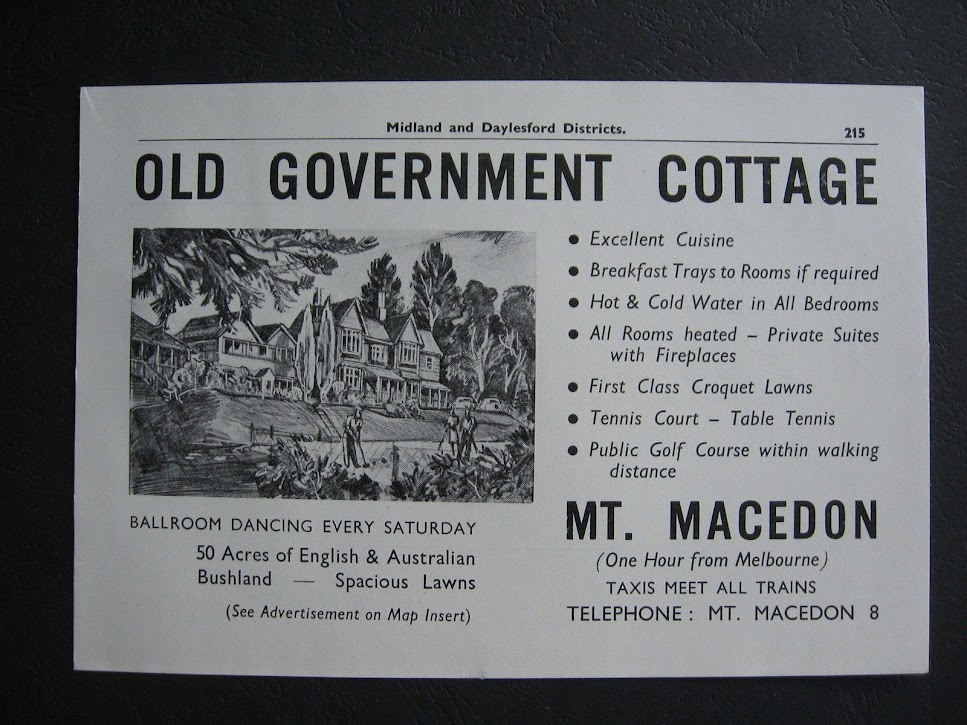 Midland and Daylesford Districts.
215
OLD GOVERNMENT COTTAGE
● Excellent Cuisine
● Breakfast Trays to Rooms if required
● Hot & Cold Water in All Bedrooms
● All Rooms heated – Private Suites
with Fireplaces
● First Class Croquet Lawns
● Tennis Court – Table Tennis
● Public Golf Course within walking
distance
BALLROOM DANCING EVERY SATURDAY
50 Acres of English & Australian
Bushland — Spacious Lawns
(See Advertisement on Map Insert)
MT. MACEDON
(One Hour from Melbourne)
TAXIS MEET ALL TRAINS
TELEPHONE : MT. MACEDON 8